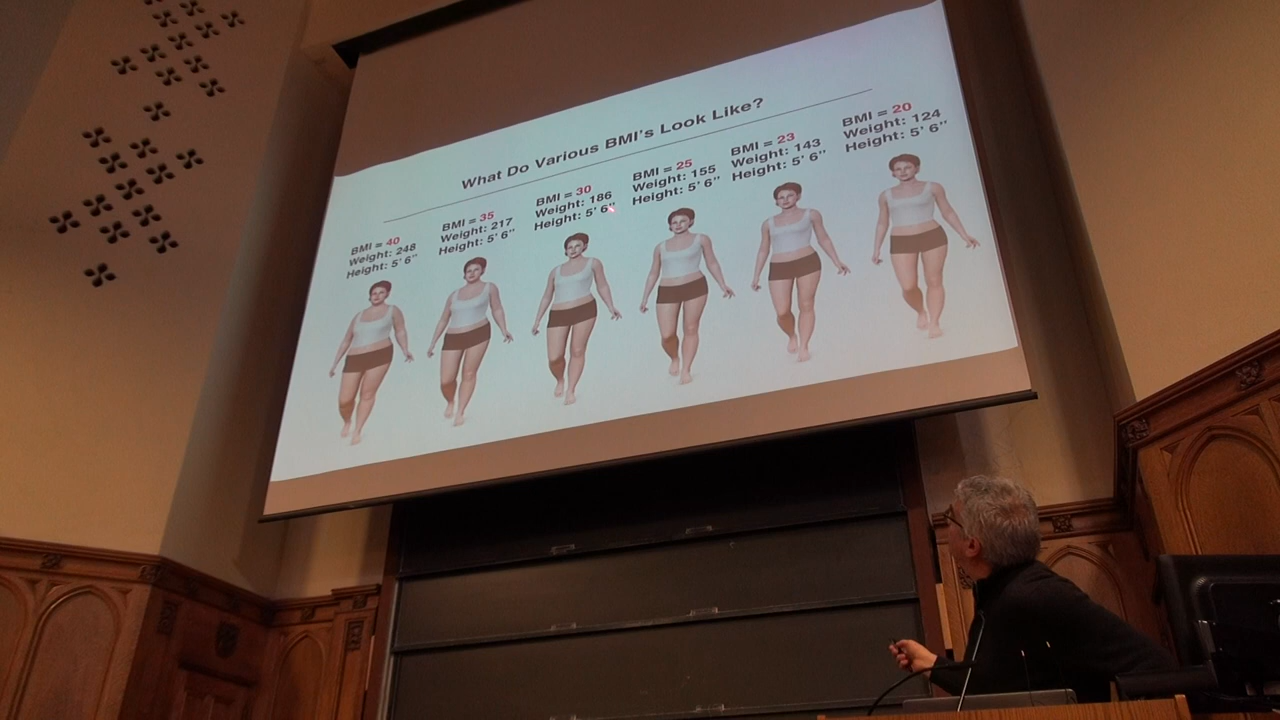 What Do Various BMI's Look Like?
BMI = 40
Weight: 248
Height: 5' 6"
BMI = 35
Weight: 217
Height: 5' 6"
BMI = 30
Weight: 186
Height: 5' 6"
BMI = 25
Weight: 155
Height: 5' 6"
BMI = 23
Weight: 143
Height: 5' 6"
BMI = 20
Weight: 124
Height: 5' 6"